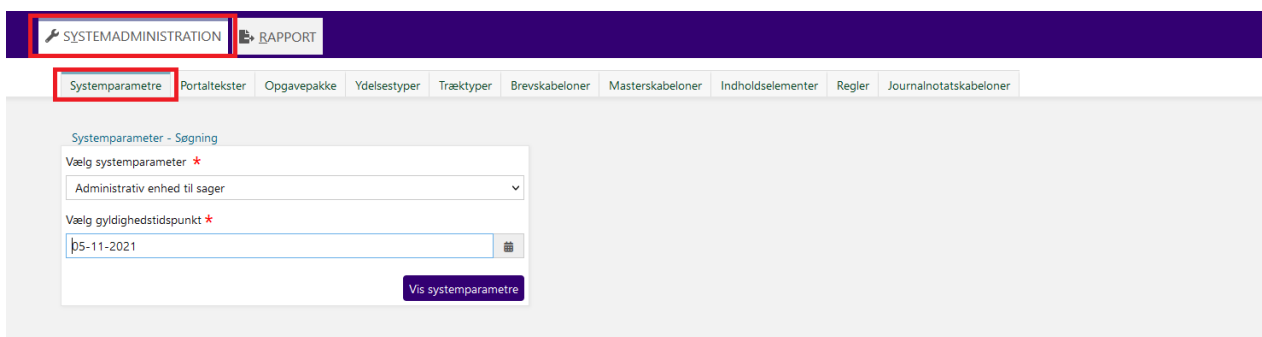 SYSTEMADMINISTRATION RAPPORT
Systemparametre Portaltekster Opgavepakke Ydelsestyper Træktyper Brevskabeloner Masterskabeloner Indholdselementer Regler Journalnotatskabeloner
Systemparameter - Søgning
Vælg systemparameter *
Administrativ enhed til sager
Vælg gyldighedstidspunkt *
05-11-2021
Vis systemparametre